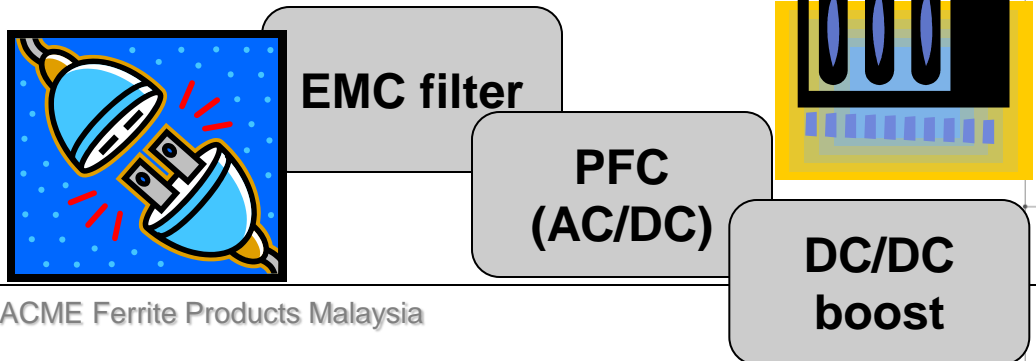 EMC filter
PFC
(AC/DC)
DC/DC
boost
ACME Ferrite Products Malaysia